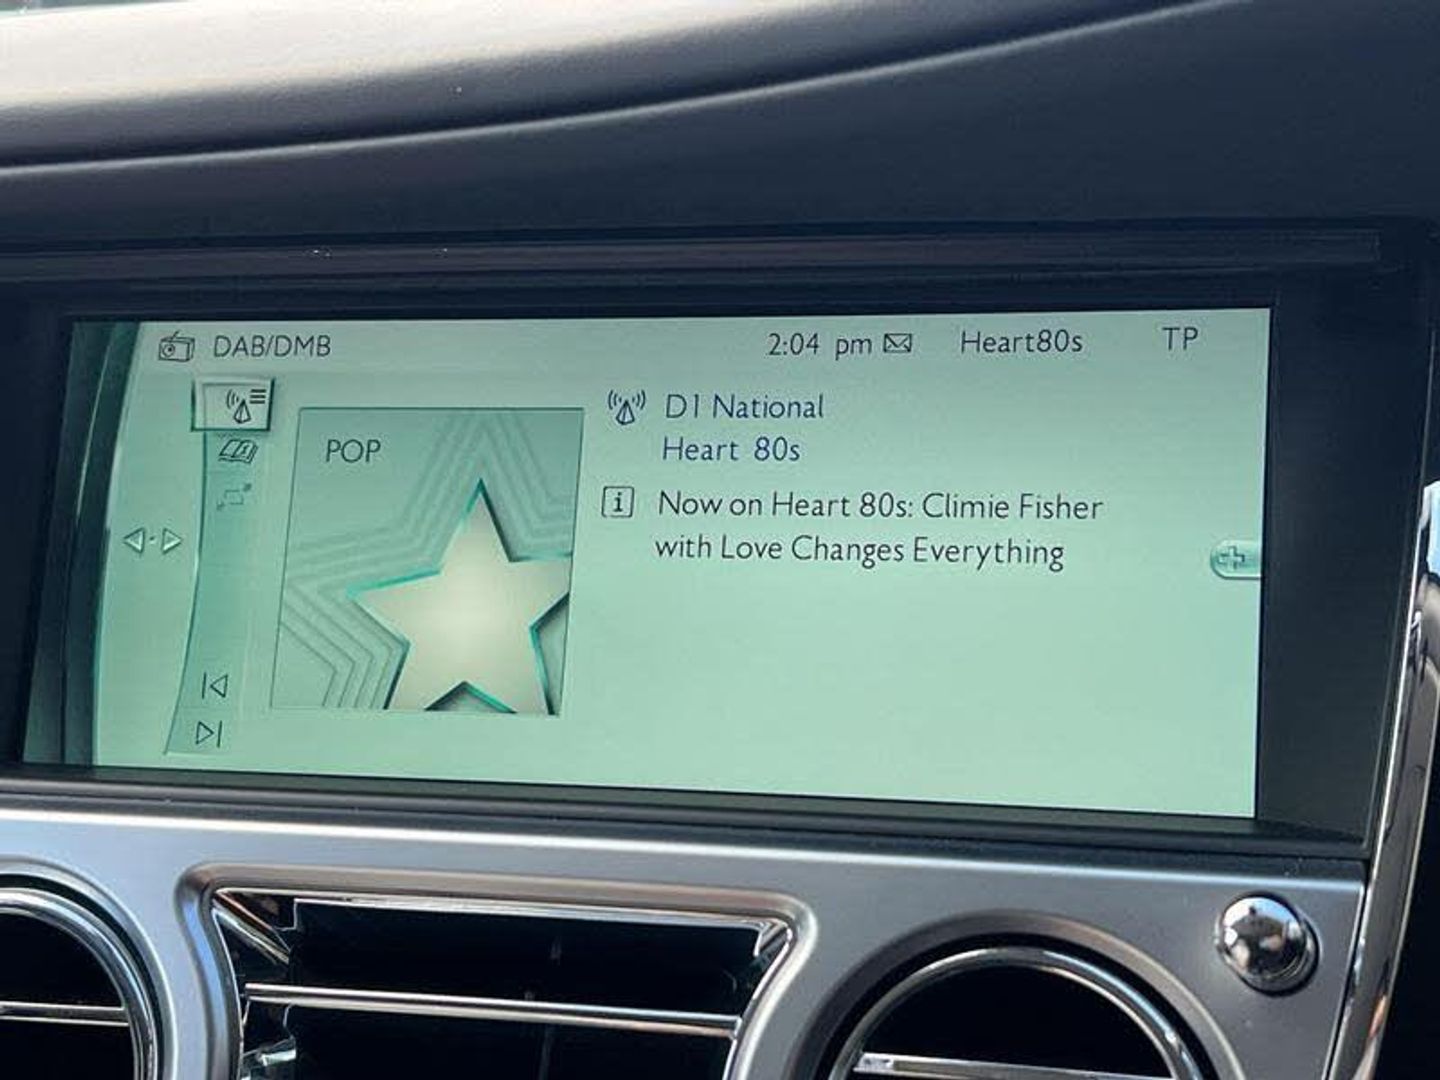 DAB/DMB 2:04 pm Heart80s TP
POP
D1 National
Heart 80s
Now on Heart 80s: Climie Fisher
with Love Changes Everything